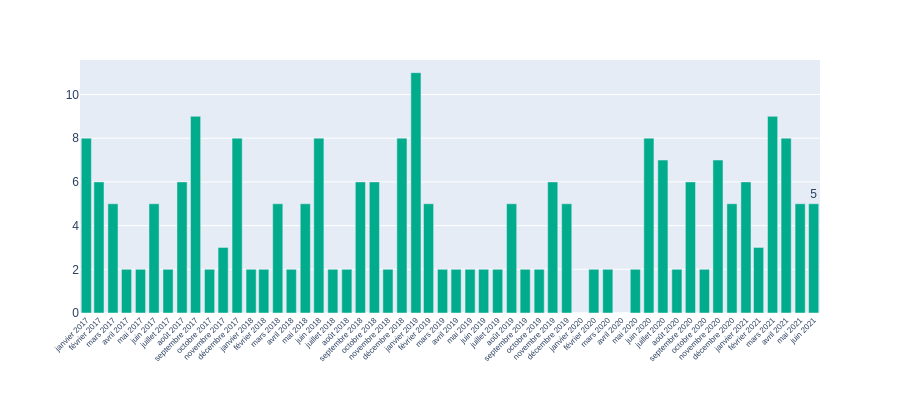 10
8
6
4
2
0
5
janvier 2017
février 2017
mars 2017
avril 2017
mai 2017
juin 2017
juillet 2017
août 2017
septembre 2017
octobre 2017
novembre 2017
décembre 2017
janvier 2018
février 2018
mars 2018
avril 2018
mai 2018
juin 2018
juillet 2018
août 2018
septembre 2018
octobre 2018
novembre 2018
décembre 2018
janvier 2019
février 2019
mars 2019
avril 2019
mai 2019
juin 2019
juillet 2019
août 2019
septembre 2019
octobre 2019
novembre 2019
décembre 2019
janvier 2020
février 2020
mars 2020
avril 2020
mai 2020
juin 2020
juillet 2020
août 2020
septembre 2020
octobre 2020
novembre 2020
décembre 2020
janvier 2021
février 2021
mars 2021
avril 2021
mai 2021
juin 2021